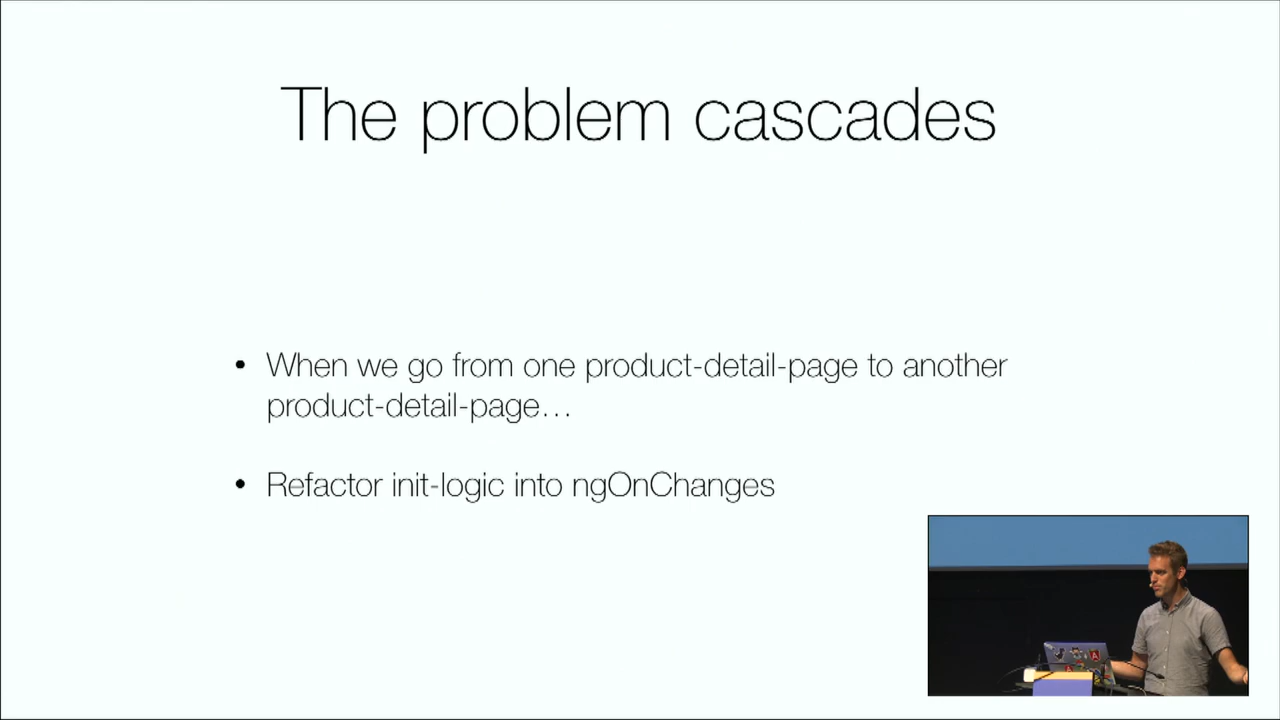 The problem cascades
• When we go from one product-detail-page to another
product-detail-page…
• Refactor init-logic into ngOnChanges